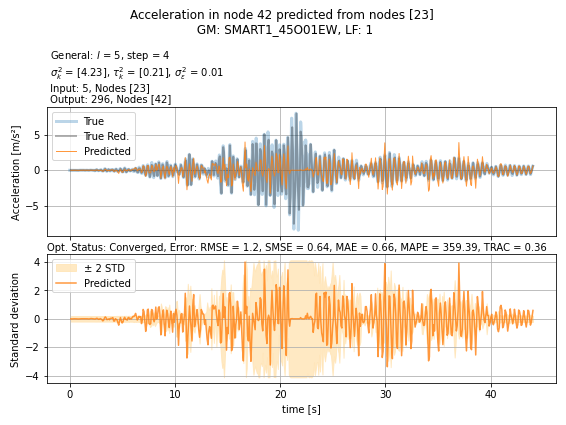 Acceleration in node 42 predicted from nodes [23]
GM: SMART1_45O01EW, LF: 1
General: l = 5, step = 4
σ²ₖ = [4.23], τ²ₖ = [0.21], σ²ε = 0.01
Input: 5, Nodes [23]
Output: 296, Nodes [42]
True
True Red.
Predicted
Acceleration [m/s²]
5
0
−5
Opt. Status: Converged, Error: RMSE = 1.2, SMSE = 0.64, MAE = 0.66, MAPE = 359.39, TRAC = 0.36
± 2 STD
Predicted
Standard deviation
4
2
0
−2
−4
0 10 20 30 40
time [s]